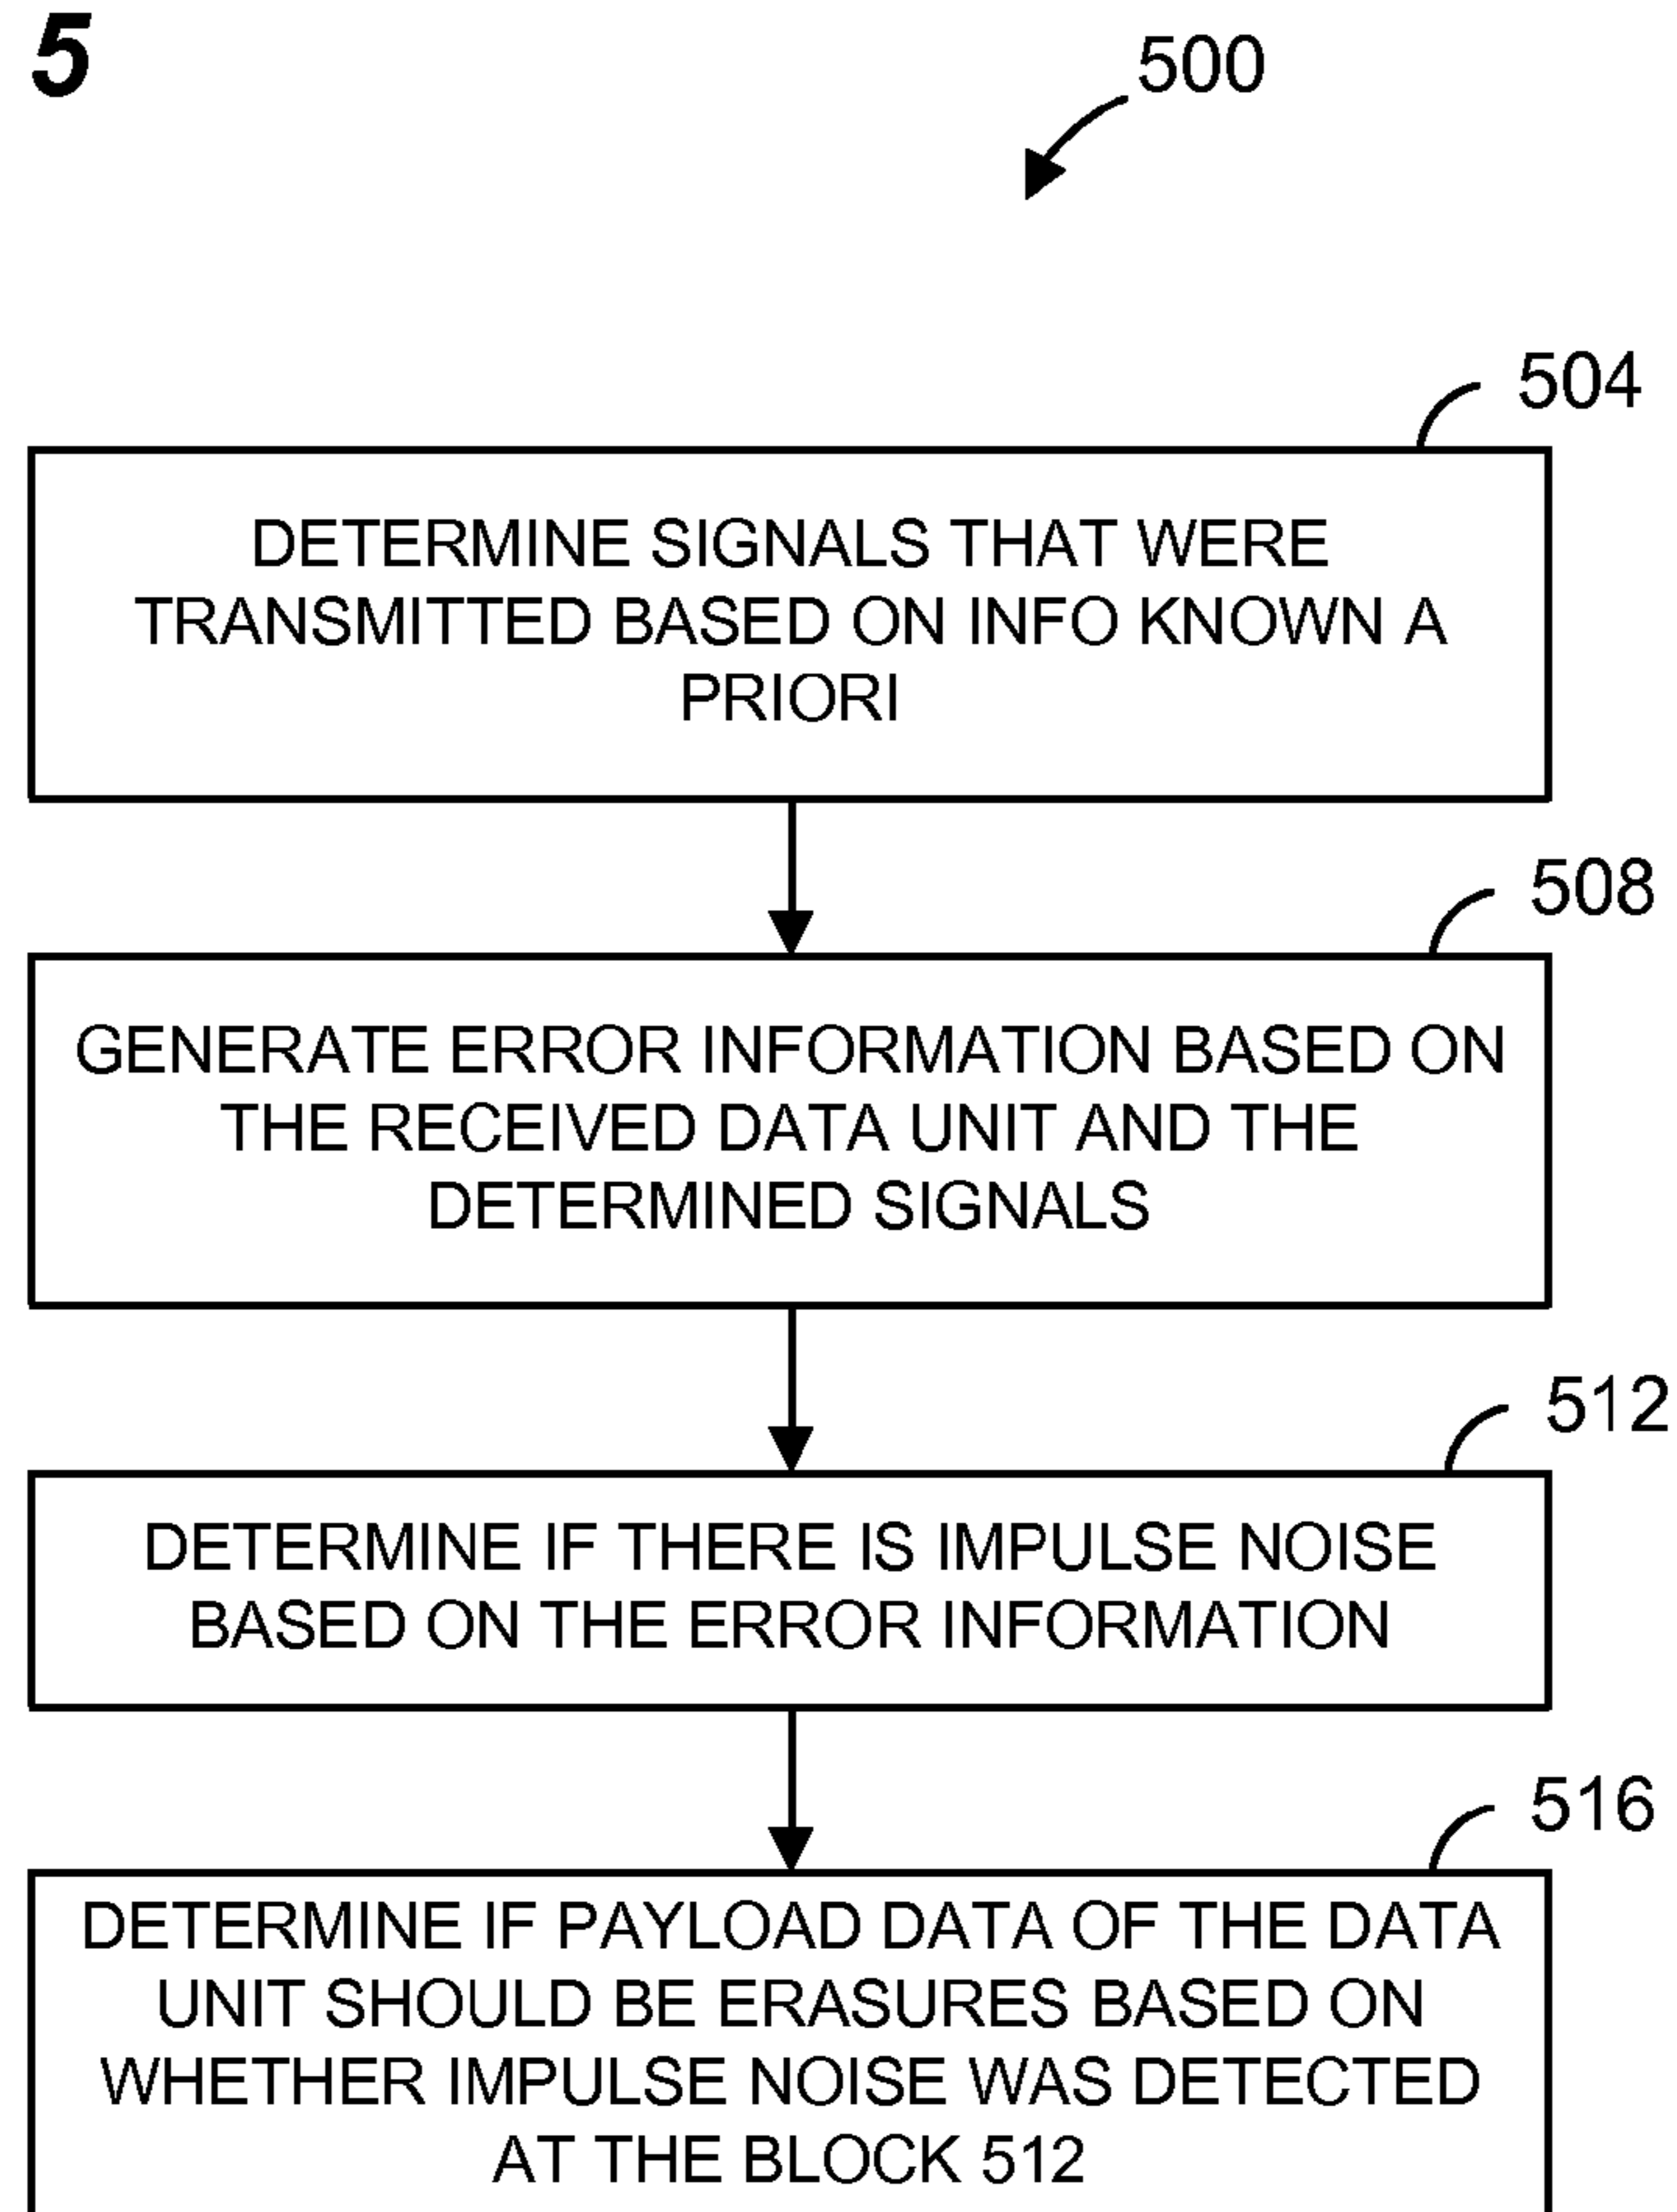 5
500
504
DETERMINE SIGNALS THAT WERE
TRANSMITTED BASED ON INFO KNOWN A
PRIORI
508
GENERATE ERROR INFORMATION BASED ON
THE RECEIVED DATA UNIT AND THE
DETERMINED SIGNALS
512
DETERMINE IF THERE IS IMPULSE NOISE
BASED ON THE ERROR INFORMATION
516
DETERMINE IF PAYLOAD DATA OF THE DATA
UNIT SHOULD BE ERASURES BASED ON
WHETHER IMPULSE NOISE WAS DETECTED
AT THE BLOCK 512